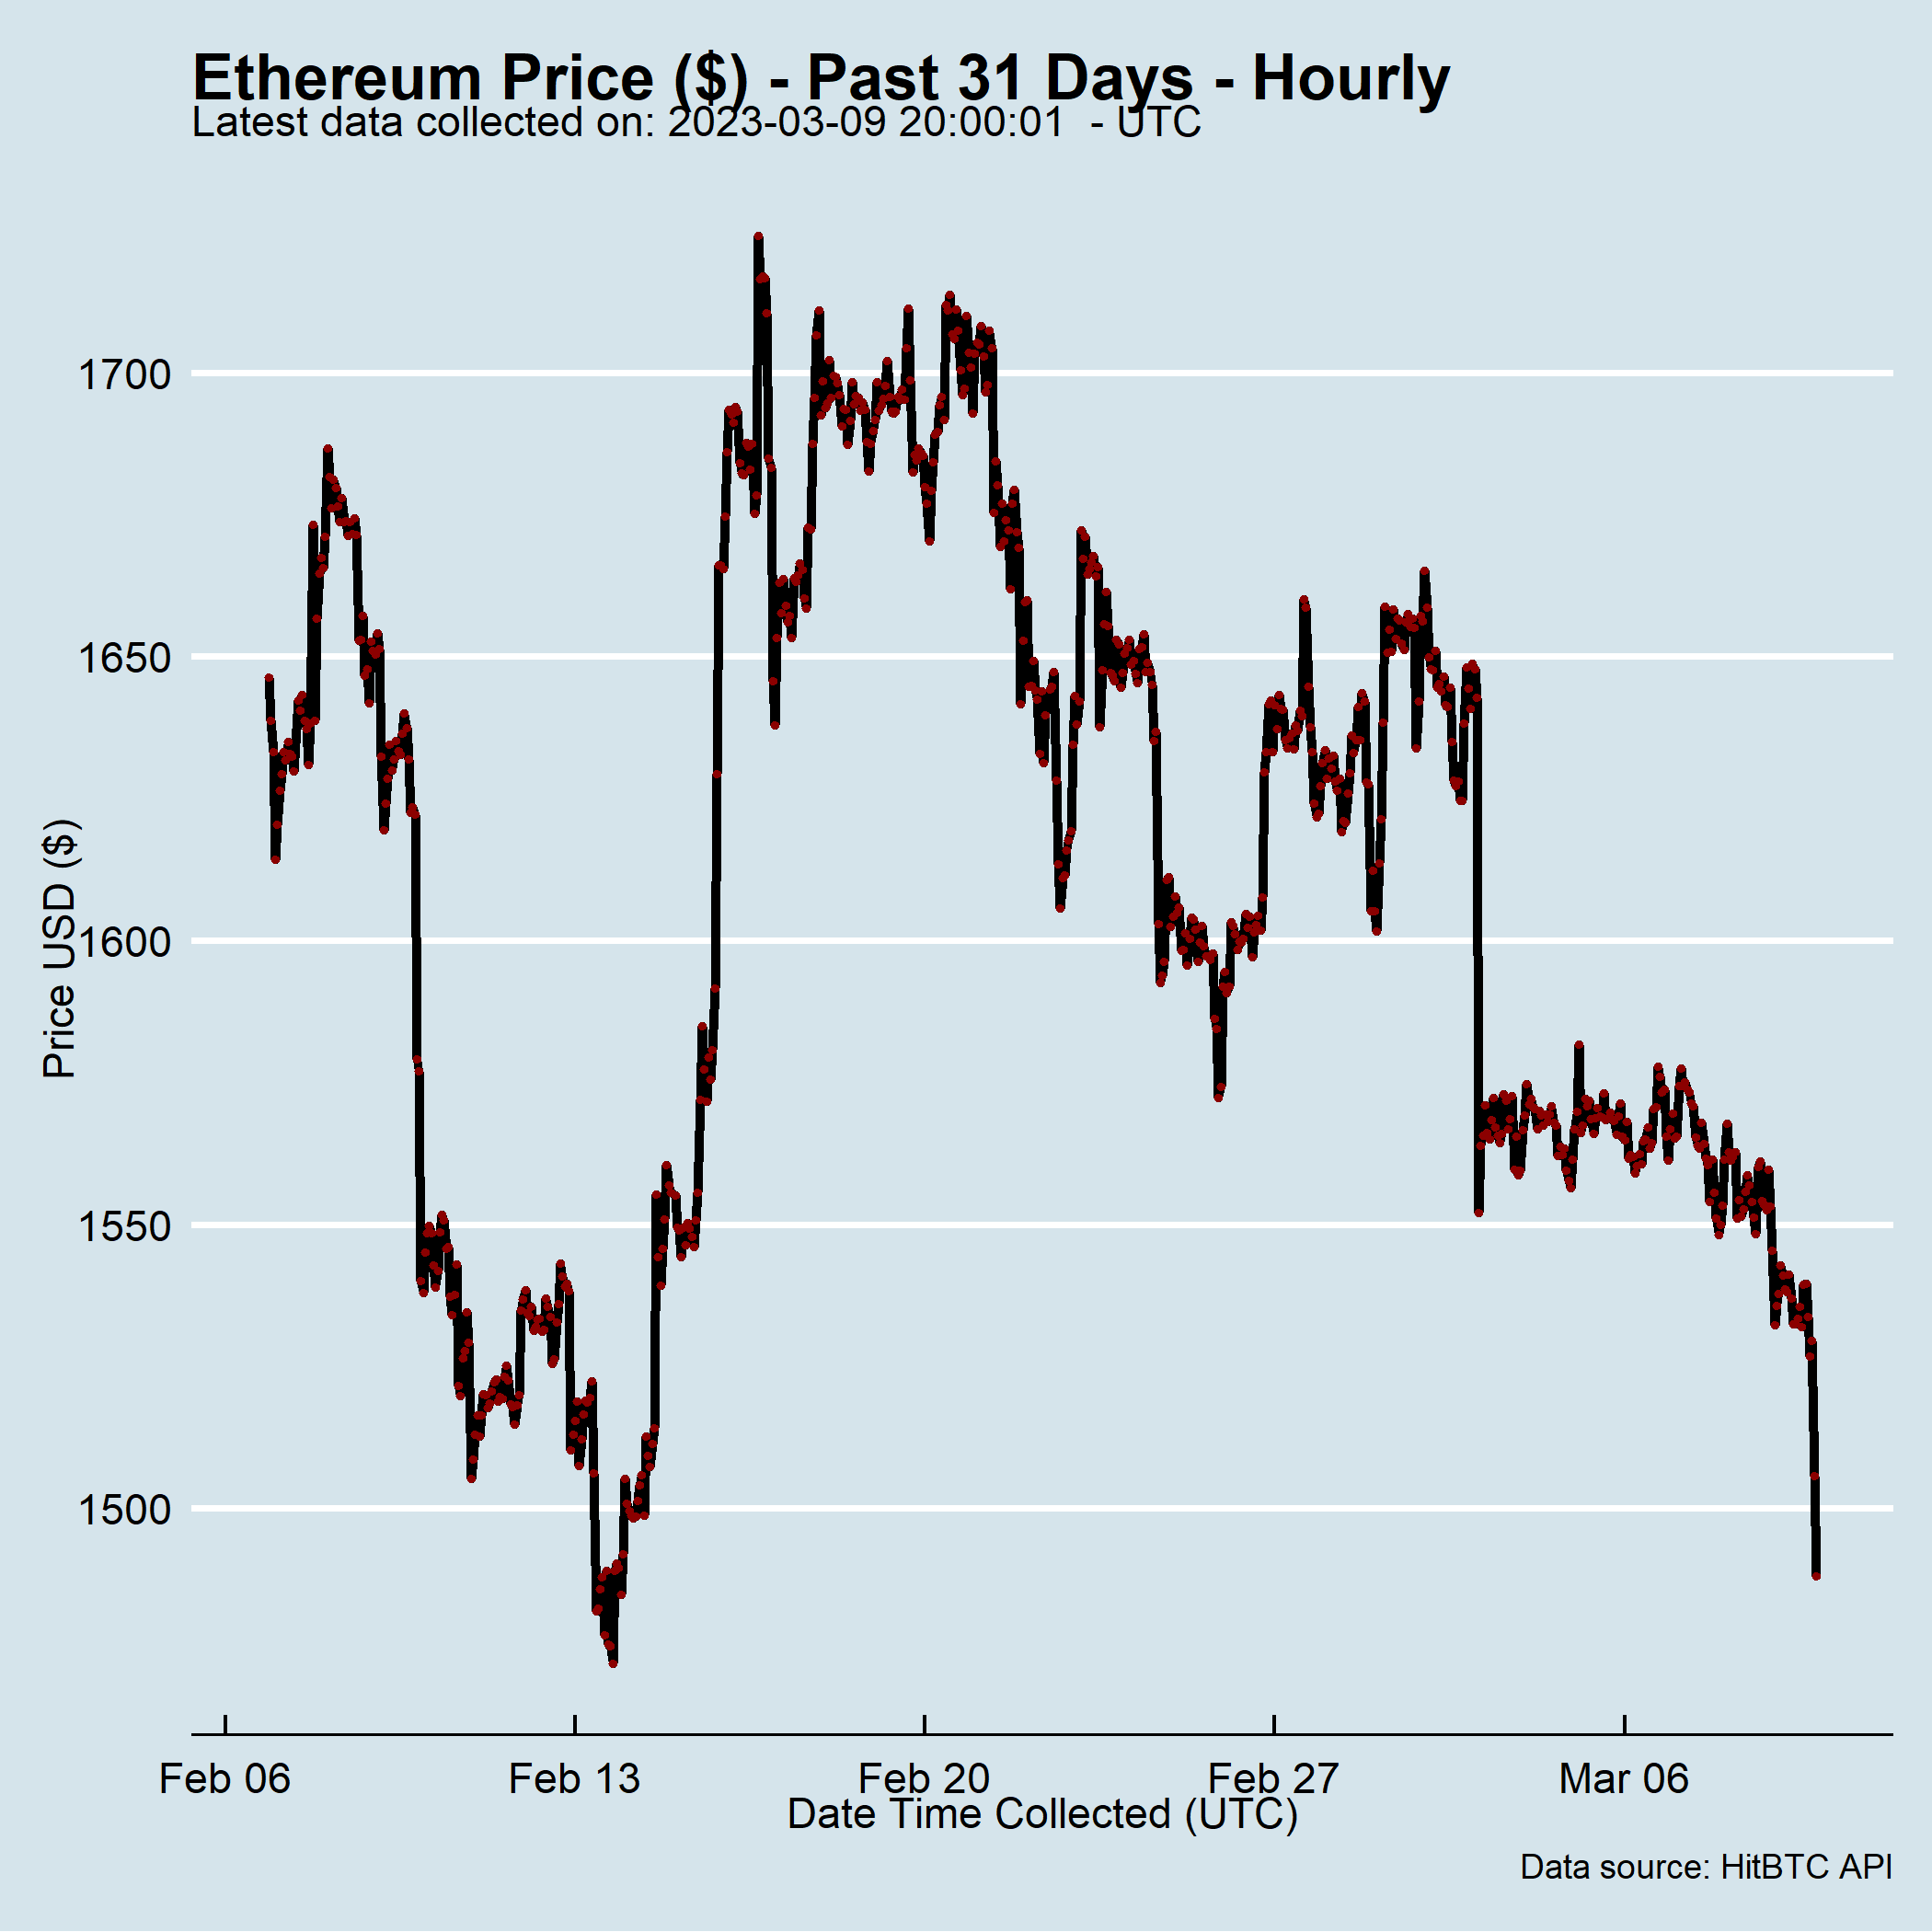 Ethereum Price ($) - Past 31 Days - Hourly
Latest data collected on: 2023-03-09 20:00:01  - UTC
1700
1650
1600
1550
1500
Price USD ($)
Feb 06
Feb 13
Feb 20
Feb 27
Mar 06
Date Time Collected (UTC)
Data source: HitBTC API